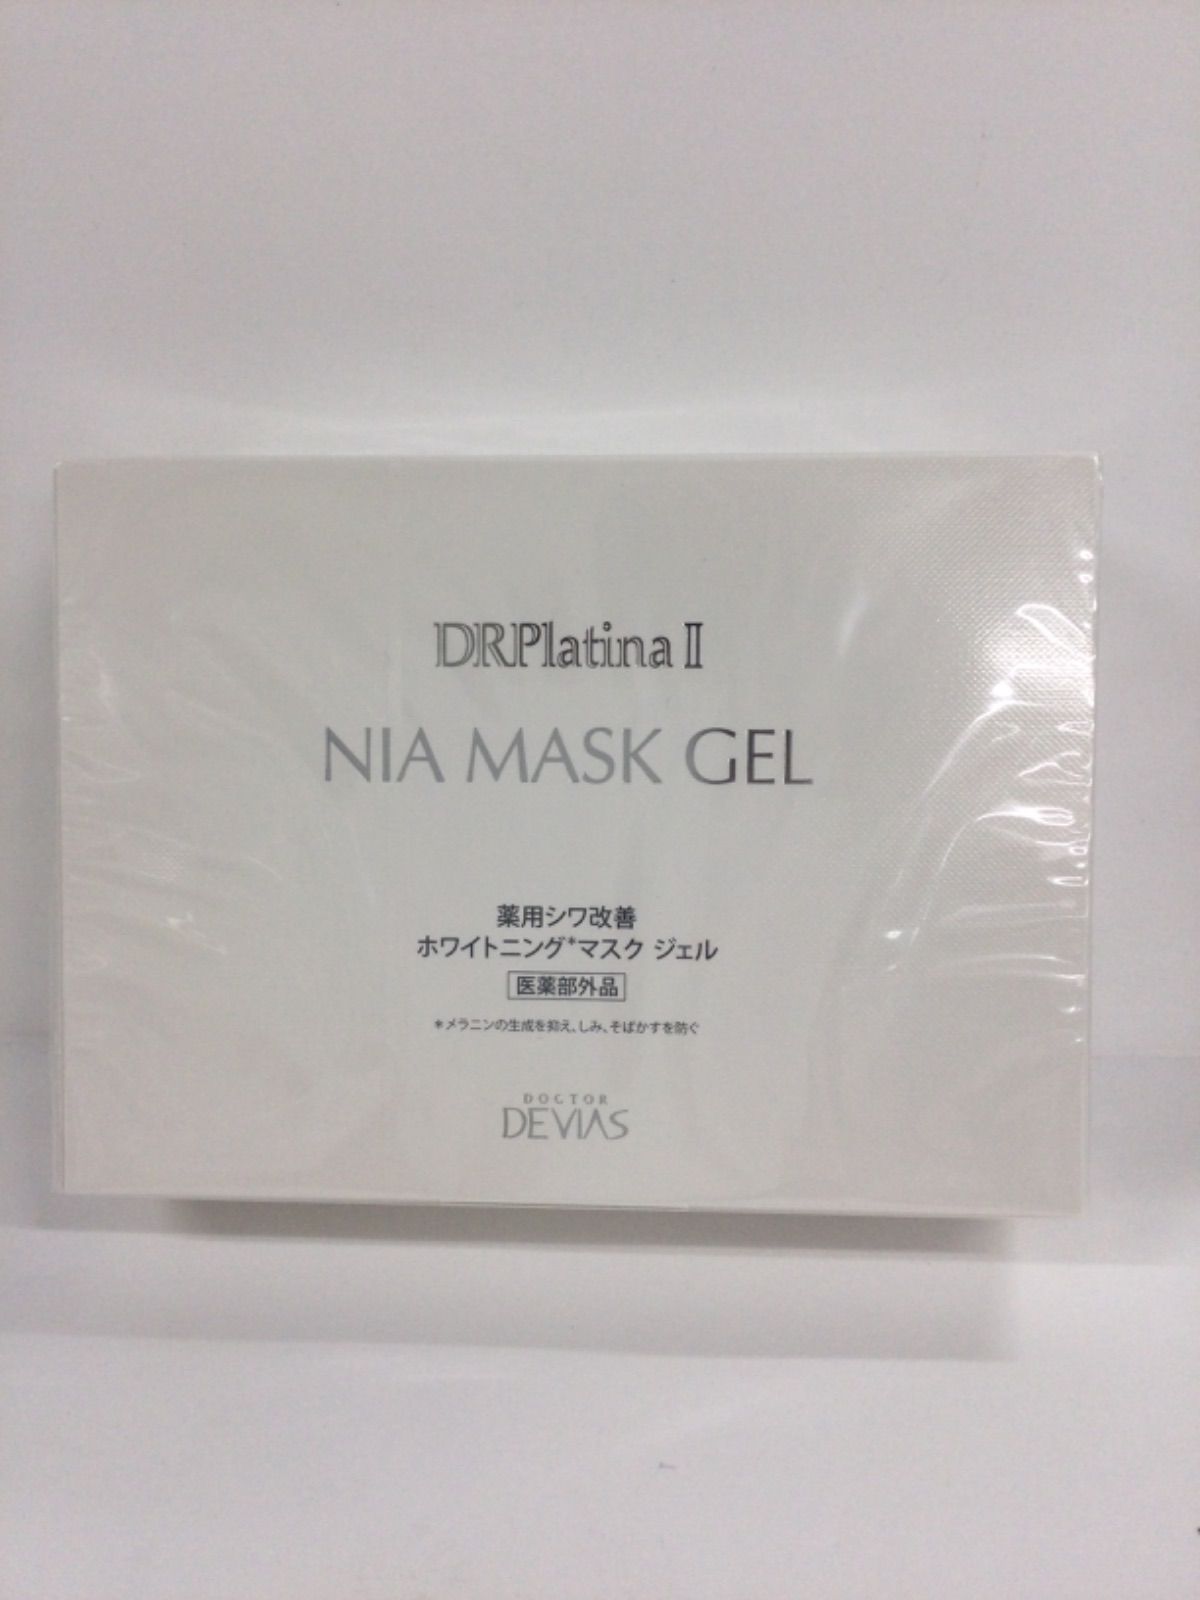 DRPlatina II
NIA MASK GEL
薬用シワ改善
ホワイトニング*マスク ジェル
医薬部外品
*メラニンの生成を抑え、しみ、そばかすを防ぐ
DOCTOR
DEVIAS